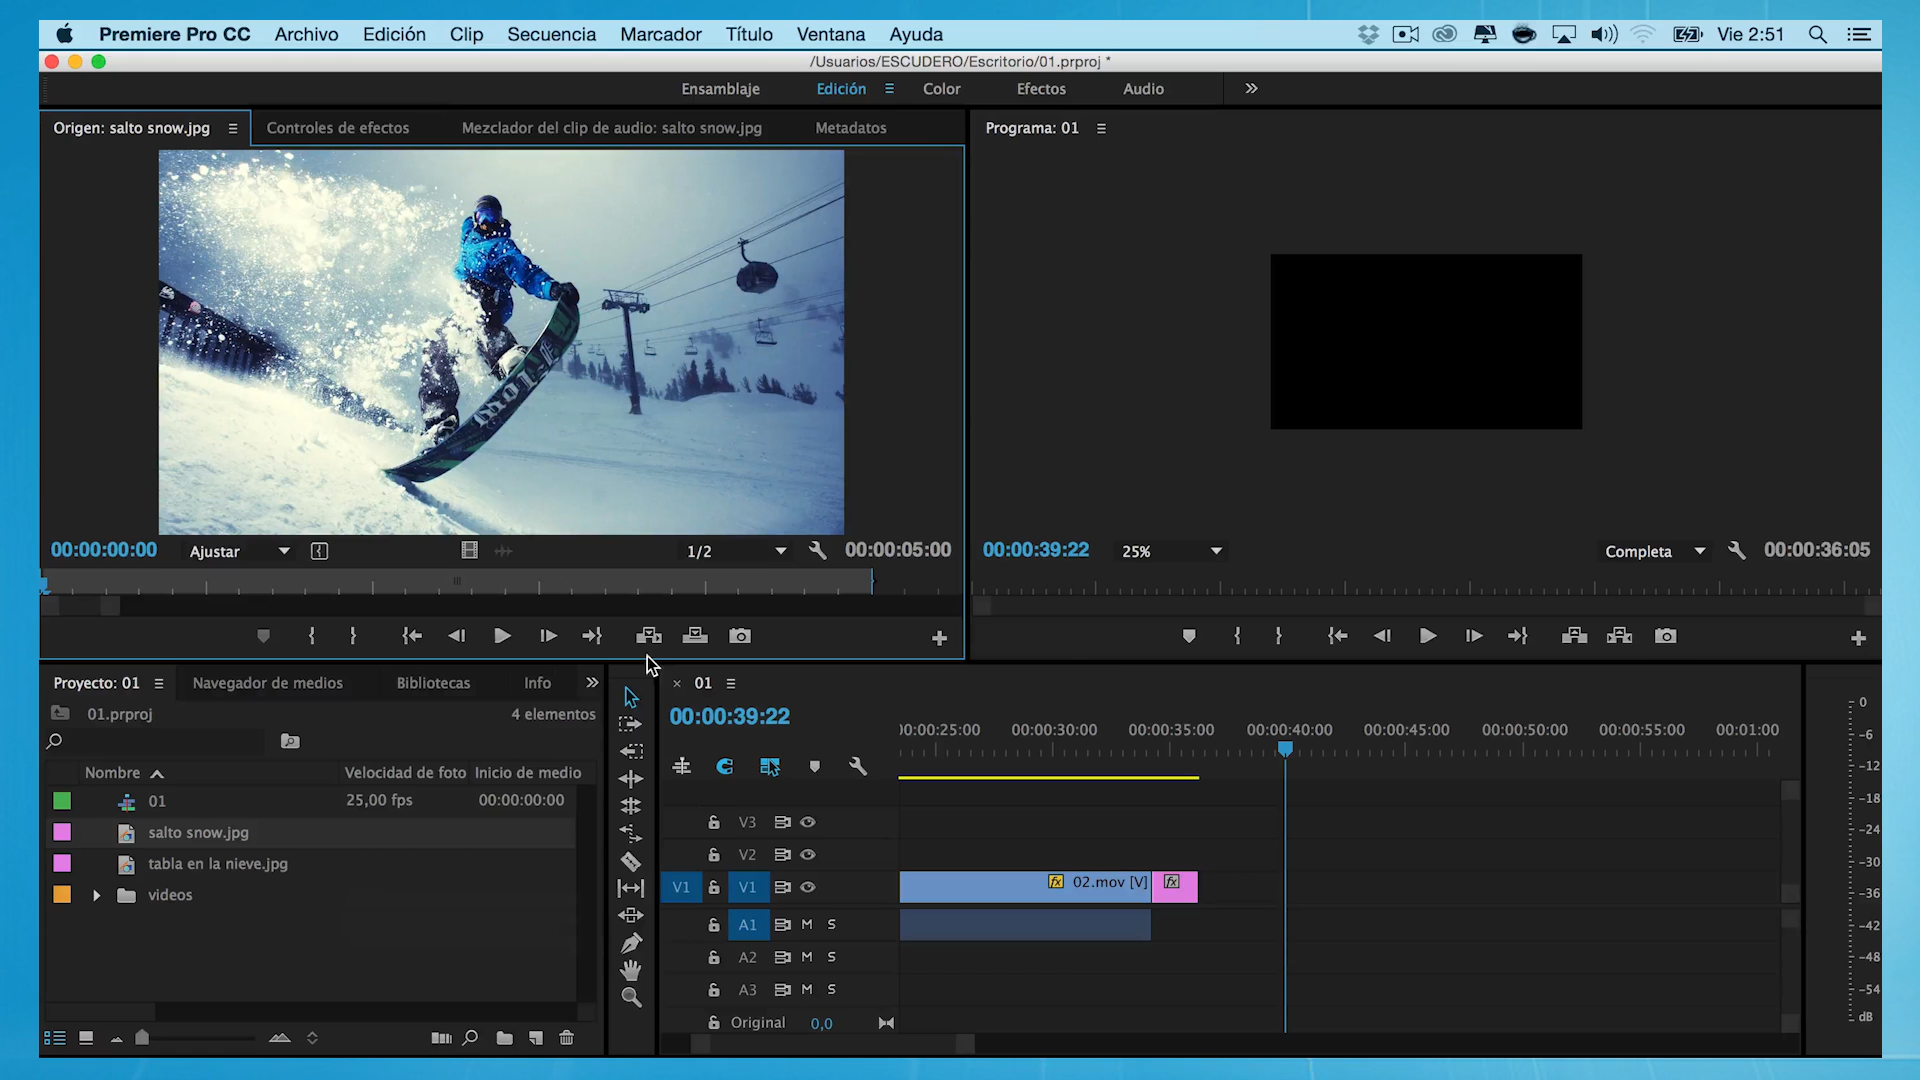 Premiere Pro CC Archivo Edición Clip Secuencia Marcador Título Ventana Ayuda Vie 2:51
/Usuarios/ESCUDERO/Escritorio/01.prproj *
Ensamblaje Edición Color Efectos Audio
Origen: salto snow.jpg Controles de efectos Mezclador del clip de audio: salto snow.jpg Metadatos
Programa: 01
00:00:00:00 Ajustar 1/2 00:00:05:00
00:00:39:22 25% Completa 00:00:36:05
Proyecto: 01 Navegador de medios Bibliotecas Info
01.prproj 4 elementos
Nombre Velocidad de foto Inicio de medio
01 25,00 fps 00:00:00:00
salto snow.jpg
tabla en la nieve.jpg
videos
01
00:00:39:22
00:00:25:00 00:00:30:00 00:00:35:00 00:00:40:00 00:00:45:00 00:00:50:00 00:00:55:00 00:01:00
V3
V2
V1 V1 fx 02.mov [V] fx
A1 M S
A2 M S
A3 M S
Original 0,0
0
-6
-12
-18
-24
-30
-36
-42
-48
-54
dB